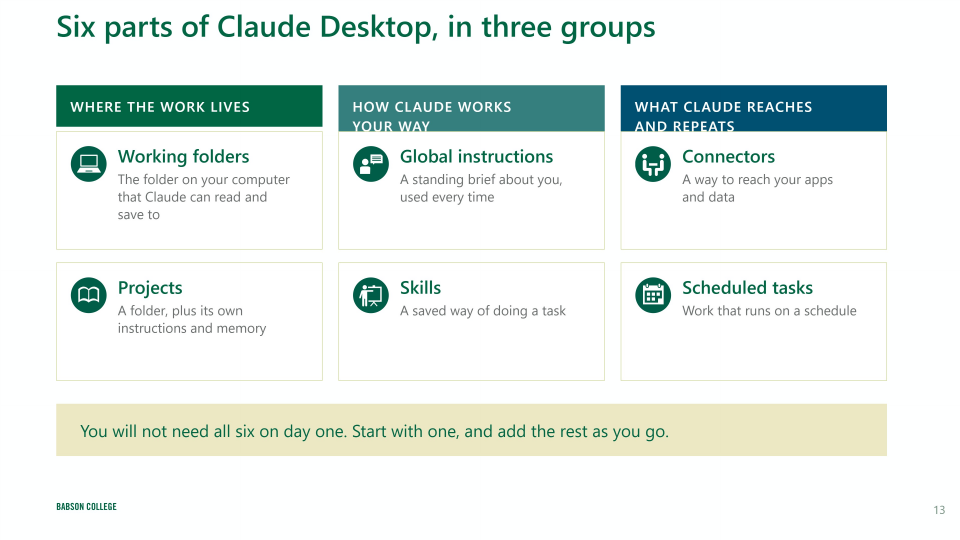 Six parts of Claude Desktop, in three groups
WHERE THE WORK LIVES
HOW CLAUDE WORKS
YOUR WAY
WHAT CLAUDE REACHES
AND REPEATS
Working folders
The folder on your computer
that Claude can read and
save to
Global instructions
A standing brief about you,
used every time
Connectors
A way to reach your apps
and data
Projects
A folder, plus its own
instructions and memory
Skills
A saved way of doing a task
Scheduled tasks
Work that runs on a schedule
You will not need all six on day one. Start with one, and add the rest as you go.
BABSON COLLEGE
13